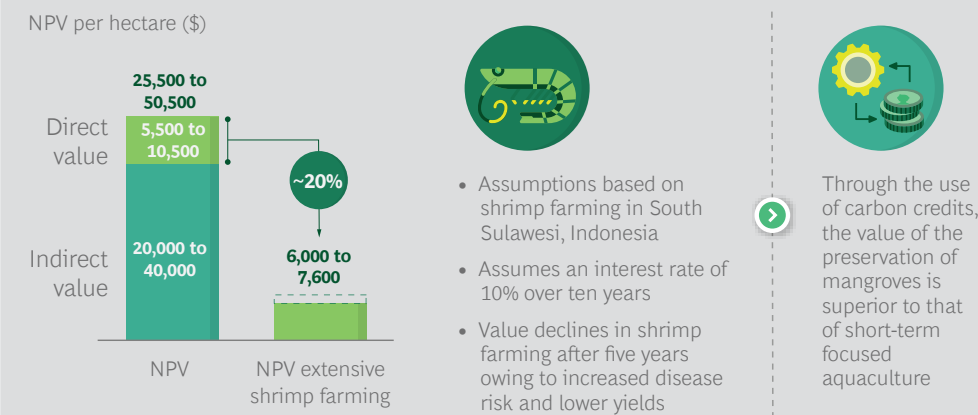 NPV per hectare ($)
25,500 to
50,500
Direct
value
5,500 to
10,500
~20%
Indirect
value
20,000 to
40,000
6,000 to
7,600
NPV
NPV extensive
shrimp farming
• Assumptions based on
shrimp farming in South
Sulawesi, Indonesia
• Assumes an interest rate of
10% over ten years
• Value declines in shrimp
farming after five years
owing to increased disease
risk and lower yields
Through the use
of carbon credits,
the value of the
preservation of
mangroves is
superior to that
of short-term
focused
aquaculture